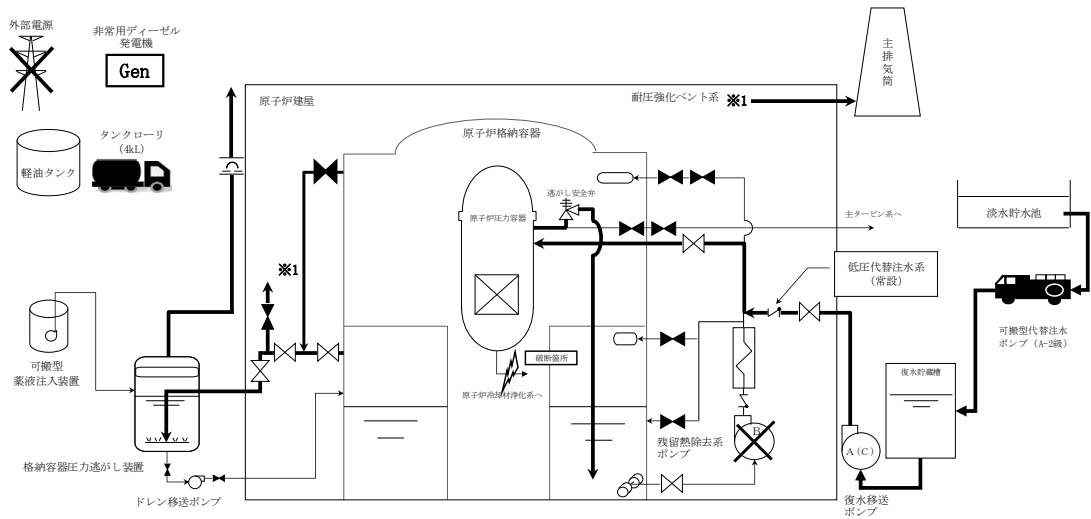 外部電源
非常用ディーゼル
発電機
Gen
軽油タンク
タンクローリ
(4kL)
原子炉建屋
耐圧強化ベント系 ※1
主排気筒
原子炉格納容器
逃がし安全弁
原子炉圧力容器
主タービン系へ
淡水貯水池
※1
低圧代替注水系
(常設)
可搬型代替注水
ポンプ(A-2級)
可搬型
薬液注入装置
破断箇所
原子炉冷却材浄化系へ
復水貯蔵槽
残留熱除去系
ポンプ
B
A(C)
格納容器圧力逃がし装置
ドレン移送ポンプ
復水移送
ポンプ